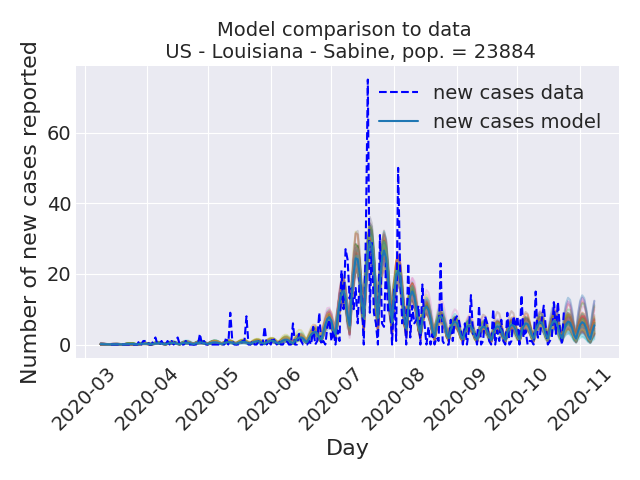 Model comparison to data
US - Louisiana - Sabine, pop. = 23884
Number of new cases reported
60
40
20
0
new cases data
new cases model
2020-03
2020-04
2020-05
2020-06
2020-07
2020-08
2020-09
2020-10
2020-11
Day